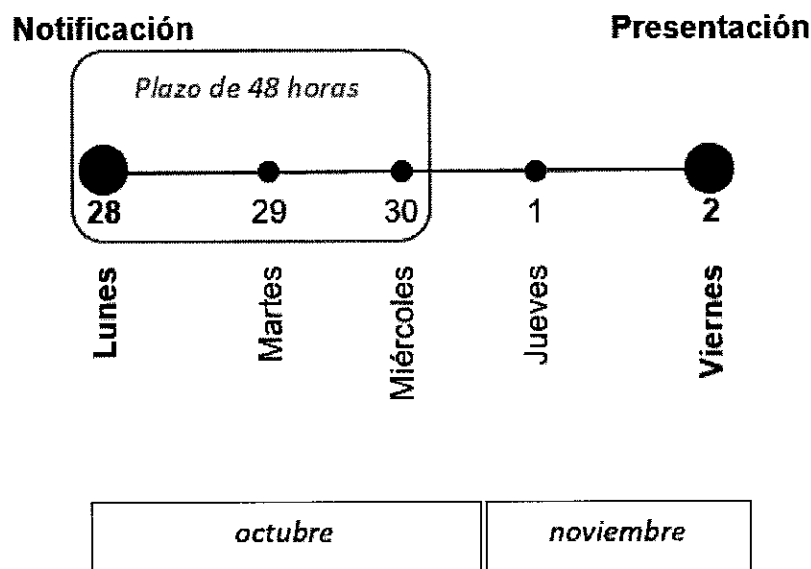 Notificación
Presentación
Plazo de 48 horas
28 29 30 1 2
Lunes
Martes
Miércoles
Jueves
Viernes
octubre
noviembre